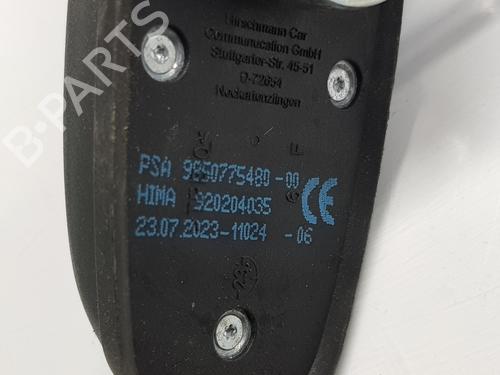 Hirschmann Car
Communication GmbH
Stuttgarter-Str. 45-51
D-72654
Neckartenzlingen
PSA 9850775480-00
HIMA 920204035
CE
23.07.2023-11024 -06
B-PARTS